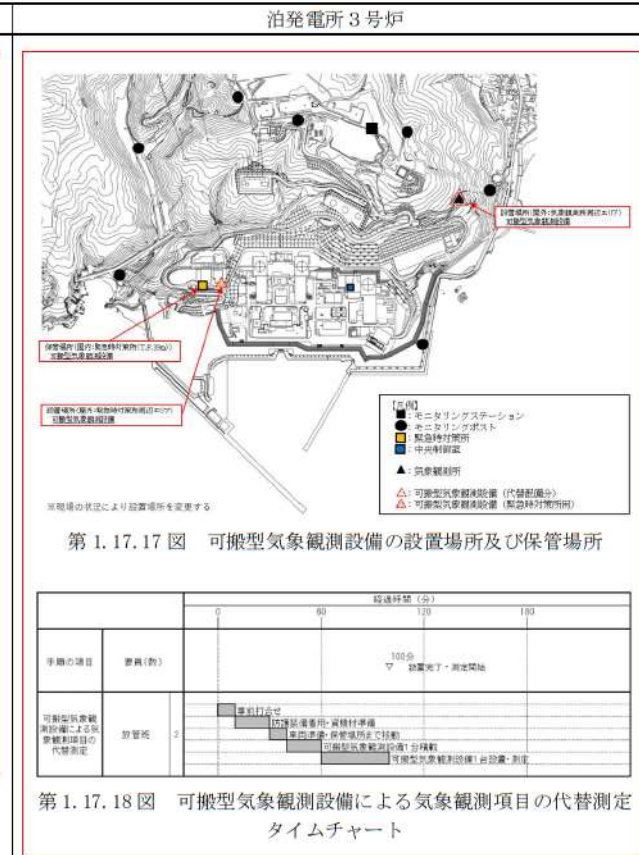 泊発電所3号炉
設置場所(屋外:気象観測所周辺エリア)
可搬型気象観測設備
保管場所(屋内:緊急時対策所(T.P.39m))
可搬型気象観測設備
設置場所(屋外:緊急時対策所周辺エリア)
可搬型気象観測設備
【凡例】
■:モニタリングステーション
●:モニタリングポスト
:緊急時対策所
:中央制御室
▲:気象観測所
△:可搬型気象観測設備(代替測定分)
△:可搬型気象観測設備(緊急時対策所用)
※現場の状況により設置場所を変更する
第1.17.17図 可搬型気象観測設備の設置場所及び保管場所
経過時間(分)
0 60 120 180
手順の項目 要員(数)
100分
▽ 設置完了・測定開始
可搬型気象観測設備による気象観測項目の代替測定
放管班 2
事前打合せ
防護装備着用・資機材準備
車両準備・保管場所まで移動
可搬型気象観測設備1台積載
可搬型気象観測設備1台設置・測定
第1.17.18図 可搬型気象観測設備による気象観測項目の代替測定
タイムチャート